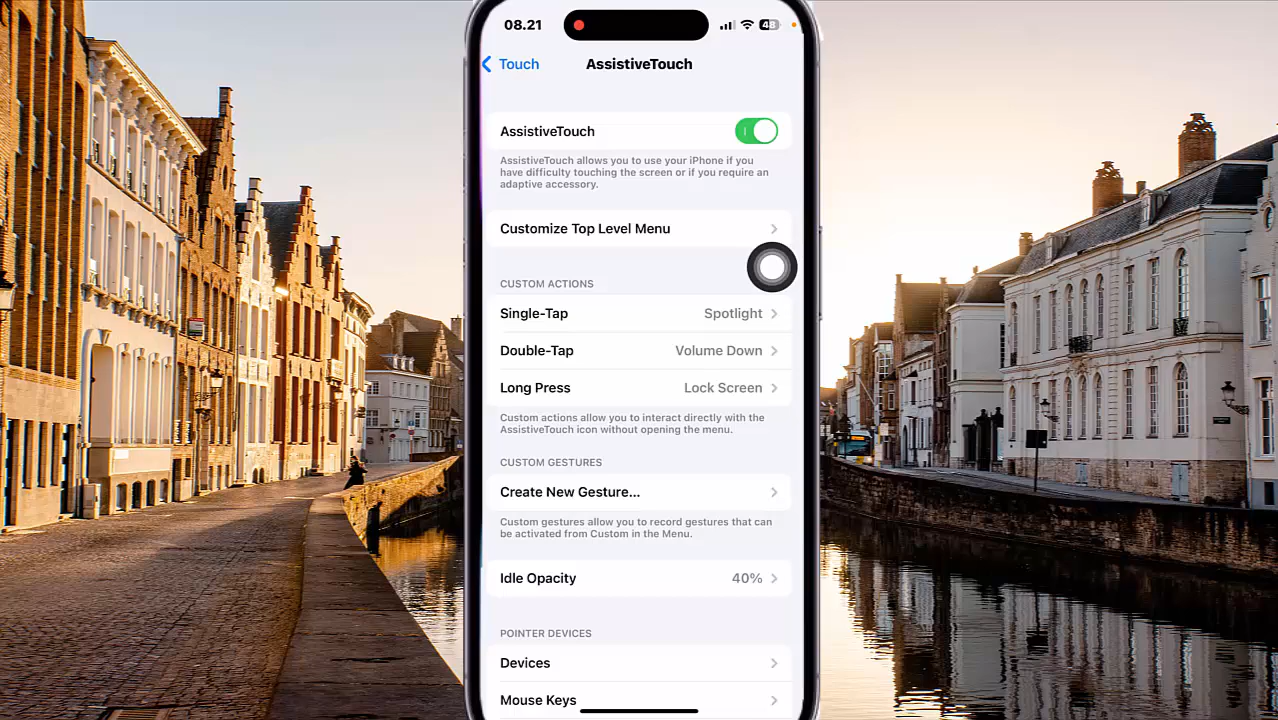 08.21
48
Touch
AssistiveTouch
AssistiveTouch
AssistiveTouch allows you to use your iPhone if you
have difficulty touching the screen or if you require an
adaptive accessory.
Customize Top Level Menu
CUSTOM ACTIONS
Single-Tap Spotlight
Double-Tap Volume Down
Long Press Lock Screen
Custom actions allow you to interact directly with the
AssistiveTouch icon without opening the menu.
CUSTOM GESTURES
Create New Gesture...
Custom gestures allow you to record gestures that can
be activated from Custom in the Menu.
Idle Opacity 40%
POINTER DEVICES
Devices
Mouse Keys